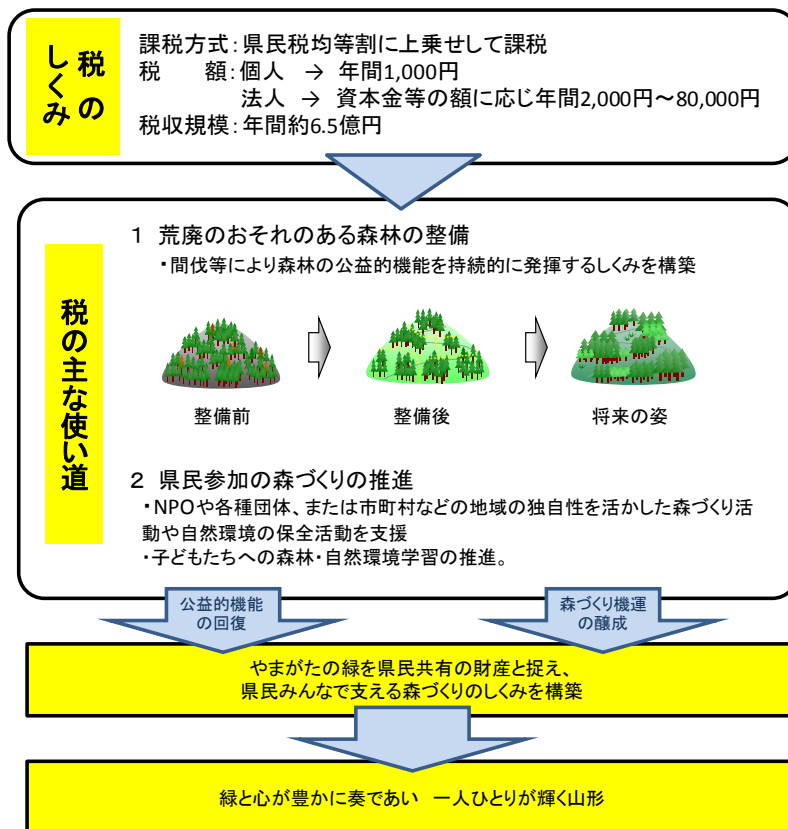 税の
しくみ
課税方式：県民税均等割に上乗せして課税
税　　額：個人　→　年間1,000円
法人　→　資本金等の額に応じ年間2,000円～80,000円
税収規模：年間約6.5億円
税の主な使い道
１　荒廃のおそれのある森林の整備
・間伐等により森林の公益的機能を持続的に発揮するしくみを構築
整備前
整備後
将来の姿
２　県民参加の森づくりの推進
・NPOや各種団体、または市町村などの地域の独自性を活かした森づくり活
動や自然環境の保全活動を支援
・子どもたちへの森林・自然環境学習の推進。
公益的機能
の回復
森づくり機運
の醸成
やまがたの緑を県民共有の財産と捉え、
県民みんなで支える森づくりのしくみを構築
緑と心が豊かに奏であい　一人ひとりが輝く山形